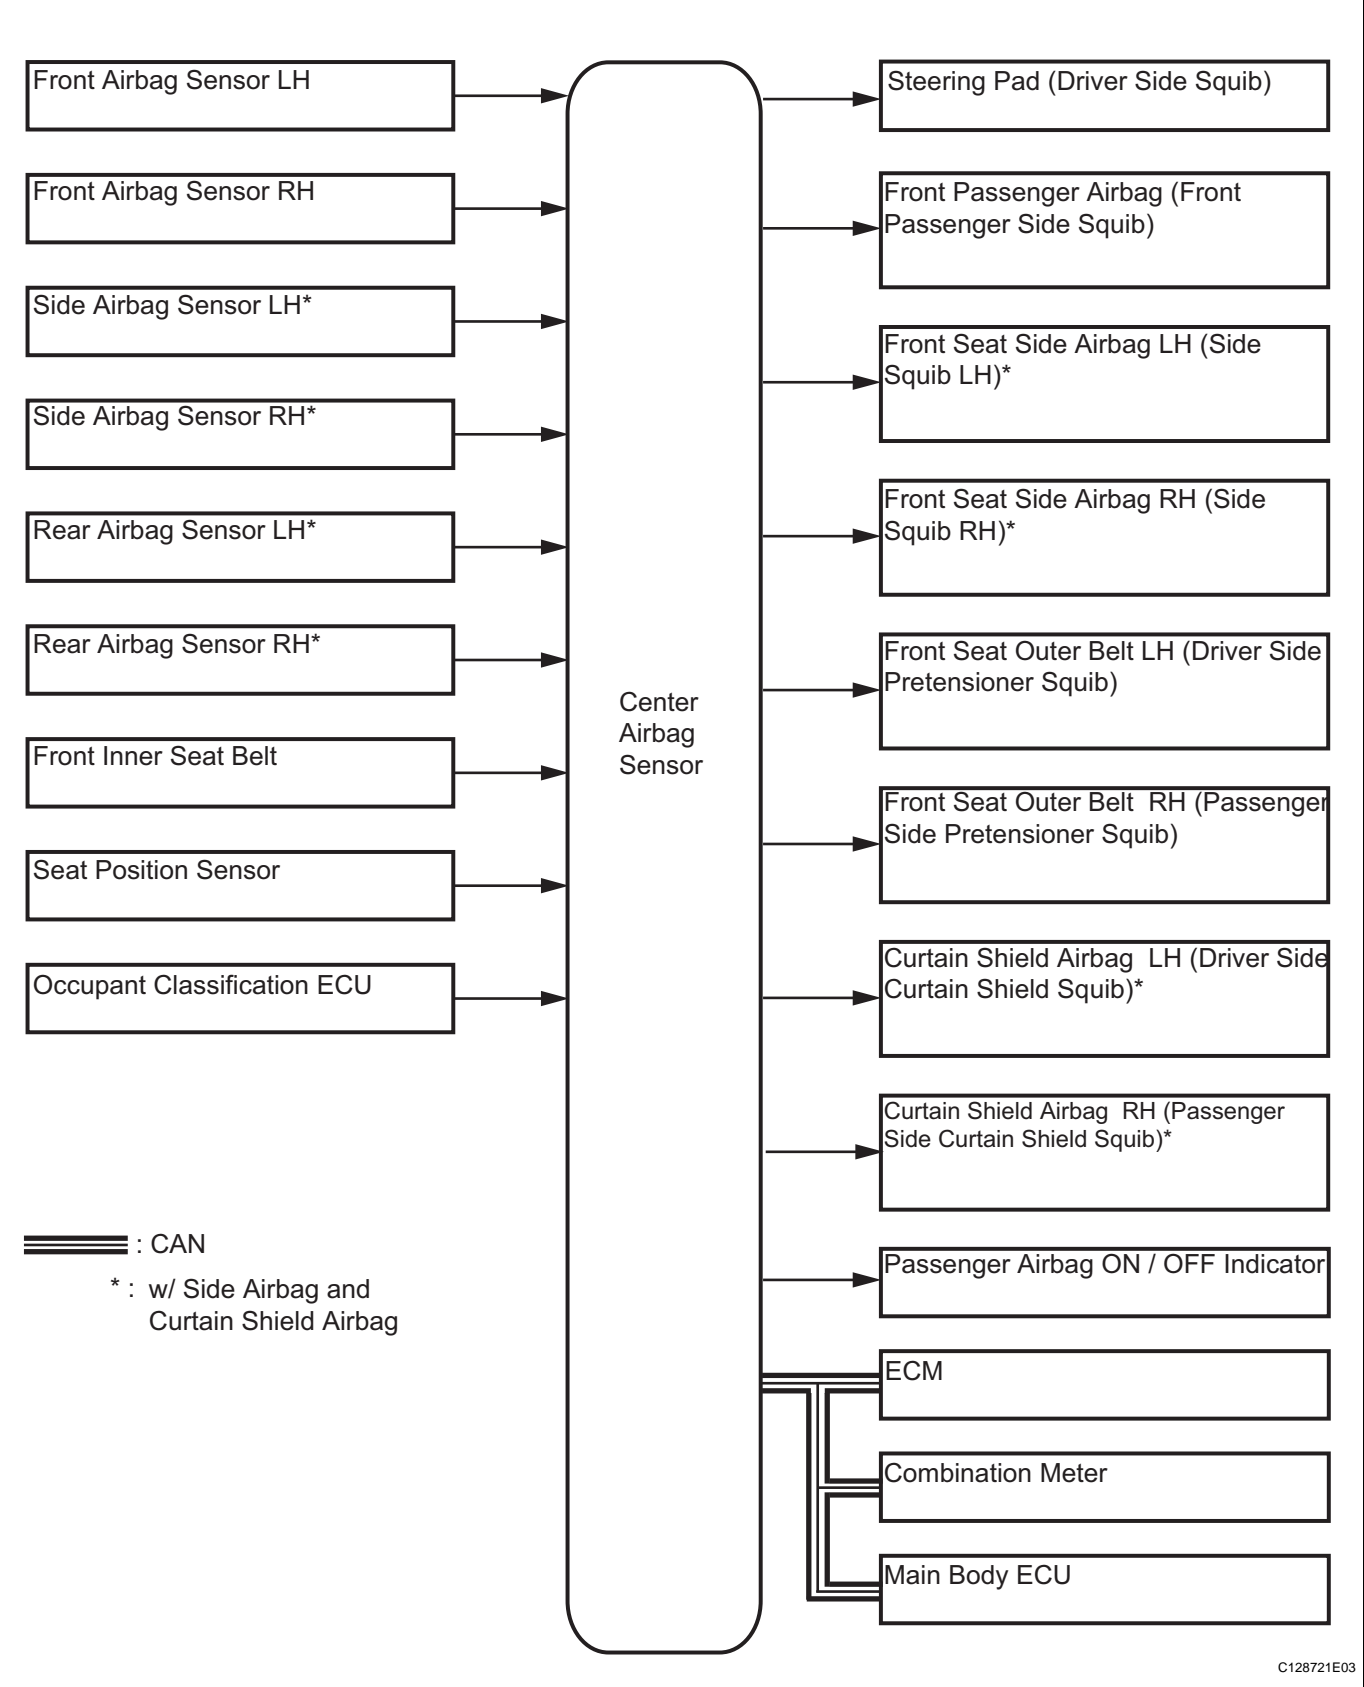 Front Airbag Sensor LH
Front Airbag Sensor RH
Side Airbag Sensor LH*
Side Airbag Sensor RH*
Rear Airbag Sensor LH*
Rear Airbag Sensor RH*
Front Inner Seat Belt
Seat Position Sensor
Occupant Classification ECU
: CAN
* : w/ Side Airbag and
Curtain Shield Airbag
Center
Airbag
Sensor
Steering Pad (Driver Side Squib)
Front Passenger Airbag (Front
Passenger Side Squib)
Front Seat Side Airbag LH (Side
Squib LH)*
Front Seat Side Airbag RH (Side
Squib RH)*
Front Seat Outer Belt LH (Driver Side
Pretensioner Squib)
Front Seat Outer Belt RH (Passenger
Side Pretensioner Squib)
Curtain Shield Airbag LH (Driver Side
Curtain Shield Squib)*
Curtain Shield Airbag RH (Passenger
Side Curtain Shield Squib)*
Passenger Airbag ON / OFF Indicator
ECM
Combination Meter
Main Body ECU
C128721E03